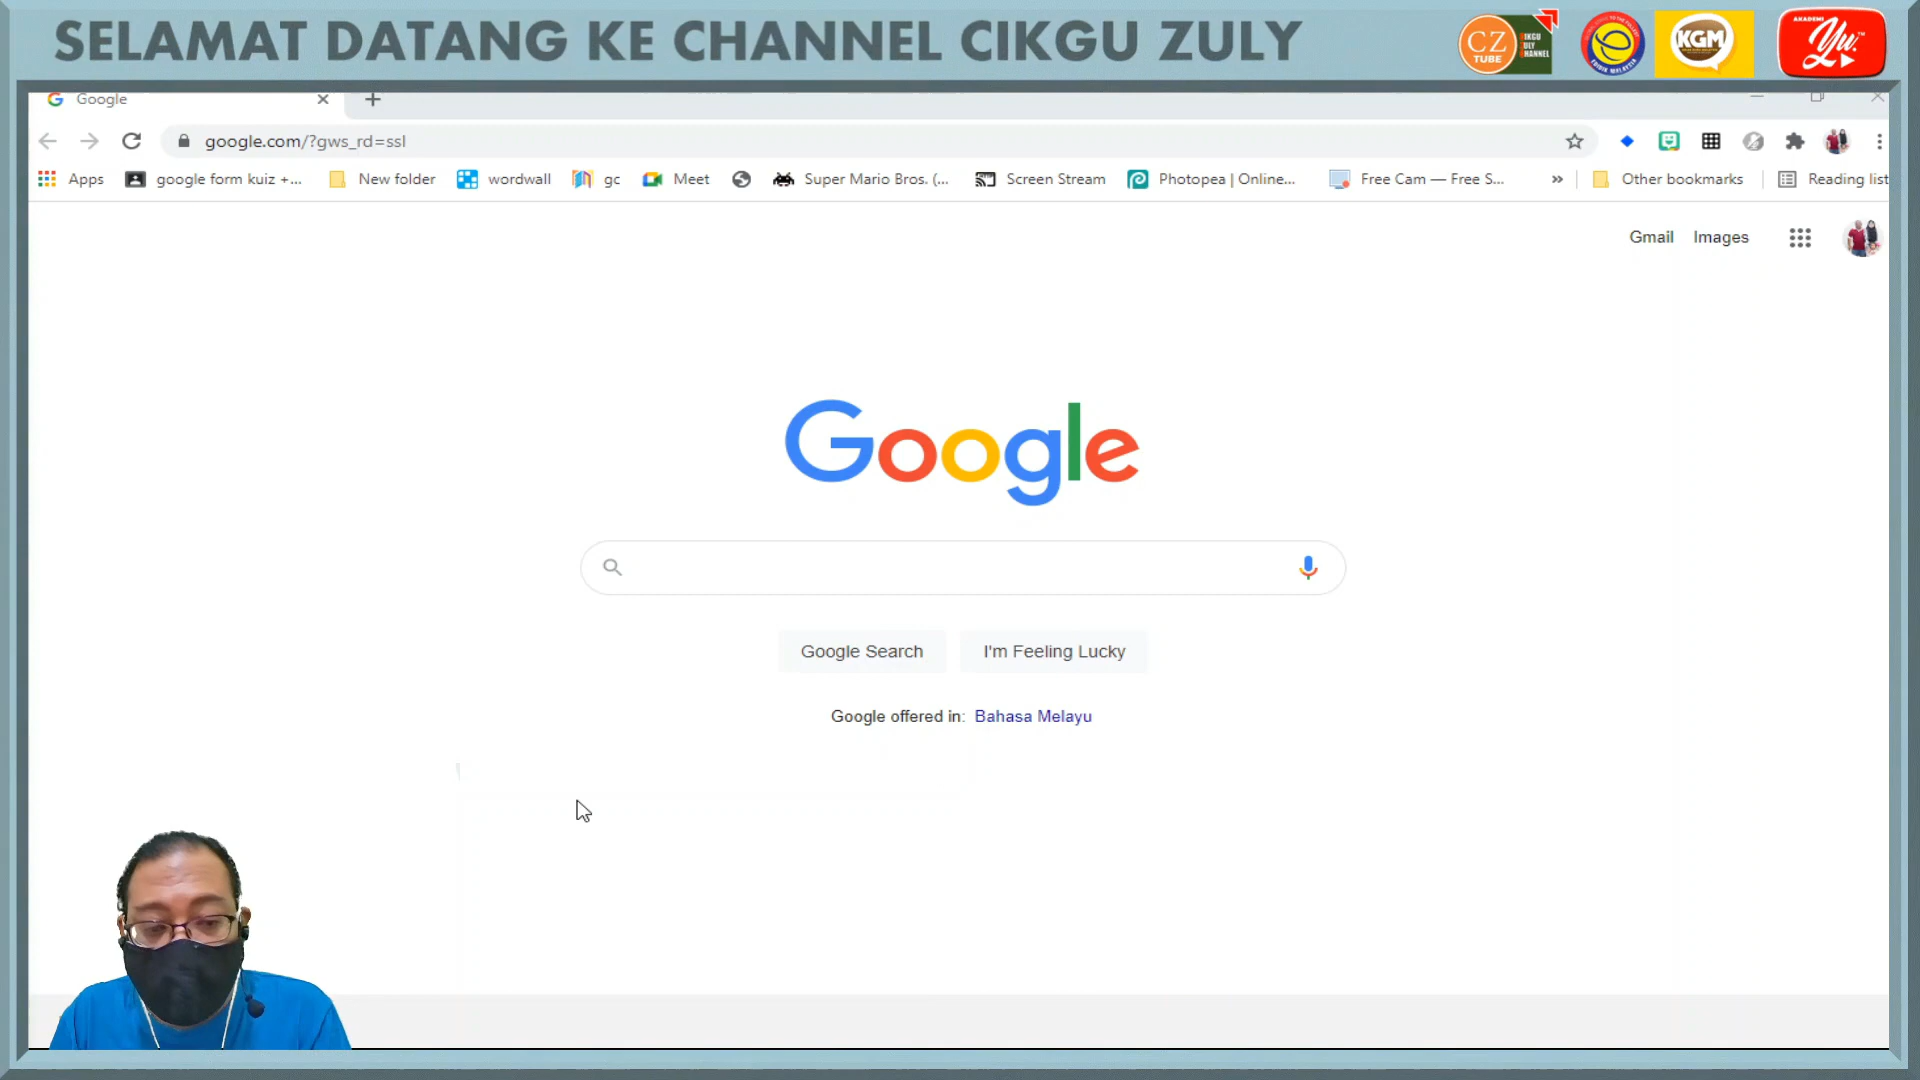 SELAMAT DATANG KE CHANNEL CIKGU ZULY
CZ TUBE
KGM
AKADEMI
Google
google.com/?gws_rd=ssl
Apps google form kuiz +... New folder wordwall gc Meet Super Mario Bros. (... Screen Stream Photopea | Online... Free Cam — Free S... » Other bookmarks Reading list
Gmail Images
Google
Google Search I'm Feeling Lucky
Google offered in: Bahasa Melayu